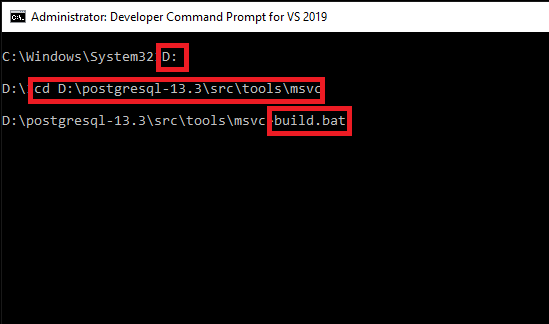 Administrator: Developer Command Prompt for VS 2019
C:\Windows\System32>D:
D:\>cd D:\postgresql-13.3\src\tools\msvc
D:\postgresql-13.3\src\tools\msvc>build.bat